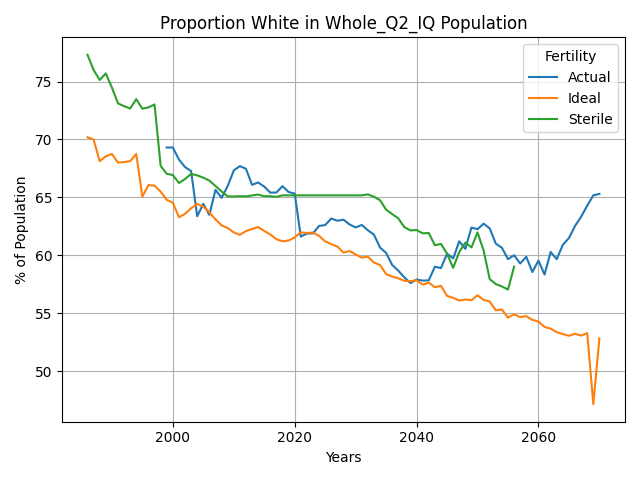 Proportion White in Whole_Q2_IQ Population
Fertility
Actual
Ideal
Sterile
% of Population
75
70
65
60
55
50
2000
2020
2040
2060
Years